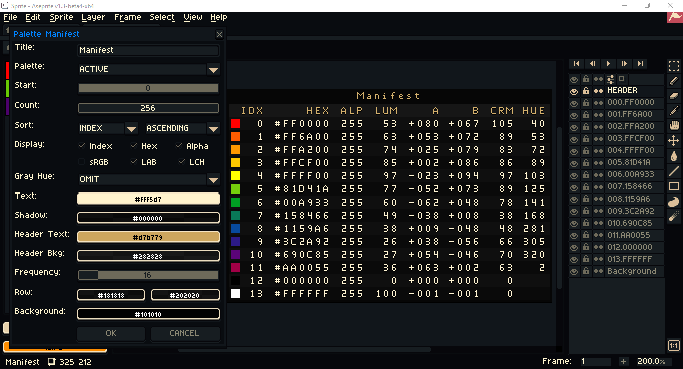 Sprite - Aseprite v1.3-beta4-x64
File Edit Sprite Layer Frame Select View Help
Palette Manifest
Title: Manifest
Palette: ACTIVE
Start: 0
Count: 256
Sort: INDEX ASCENDING
Display: Index Hex Alpha
sRGB LAB LCH
Gray Hue: OMIT
Text: #FFF5d7
Shadow: #000000
Header Text: #d7b779
Header Bkg: #282828
Frequency: 16
Row: #181818 #202020
Background: #101010
OK CANCEL
Manifest
IDX HEX ALP LUM A B CRM HUE
0 #FF0000 255 53 +080 +067 105 40
1 #FF6A00 255 63 +053 +072 89 53
2 #FFA200 255 74 +025 +079 83 72
3 #FFCF00 255 85 +002 +086 86 89
4 #FFFF00 255 97 -023 +094 97 103
5 #81D41A 255 77 -052 +073 89 125
6 #00A933 255 60 -062 +048 78 141
7 #158466 255 49 -038 +008 38 168
8 #1159A6 255 38 +009 -048 48 281
9 #3C2A92 255 26 +038 -056 66 305
10 #690C85 255 27 +054 -046 70 320
11 #AA0055 255 36 +063 +002 63 2
12 #000000 255 0 +000 +000 0
13 #FFFFFF 255 100 -001 -001 0
HEADER
000.FF0000
001.FF6A00
002.FFA200
003.FFCF00
004.FFFF00
005.81D41A
006.00A933
007.158466
008.1159A6
009.3C2A92
010.690C85
011.AA0055
012.000000
013.FFFFFF
Background
Manifest 325 212
Frame: 1 + 200.0
1:1